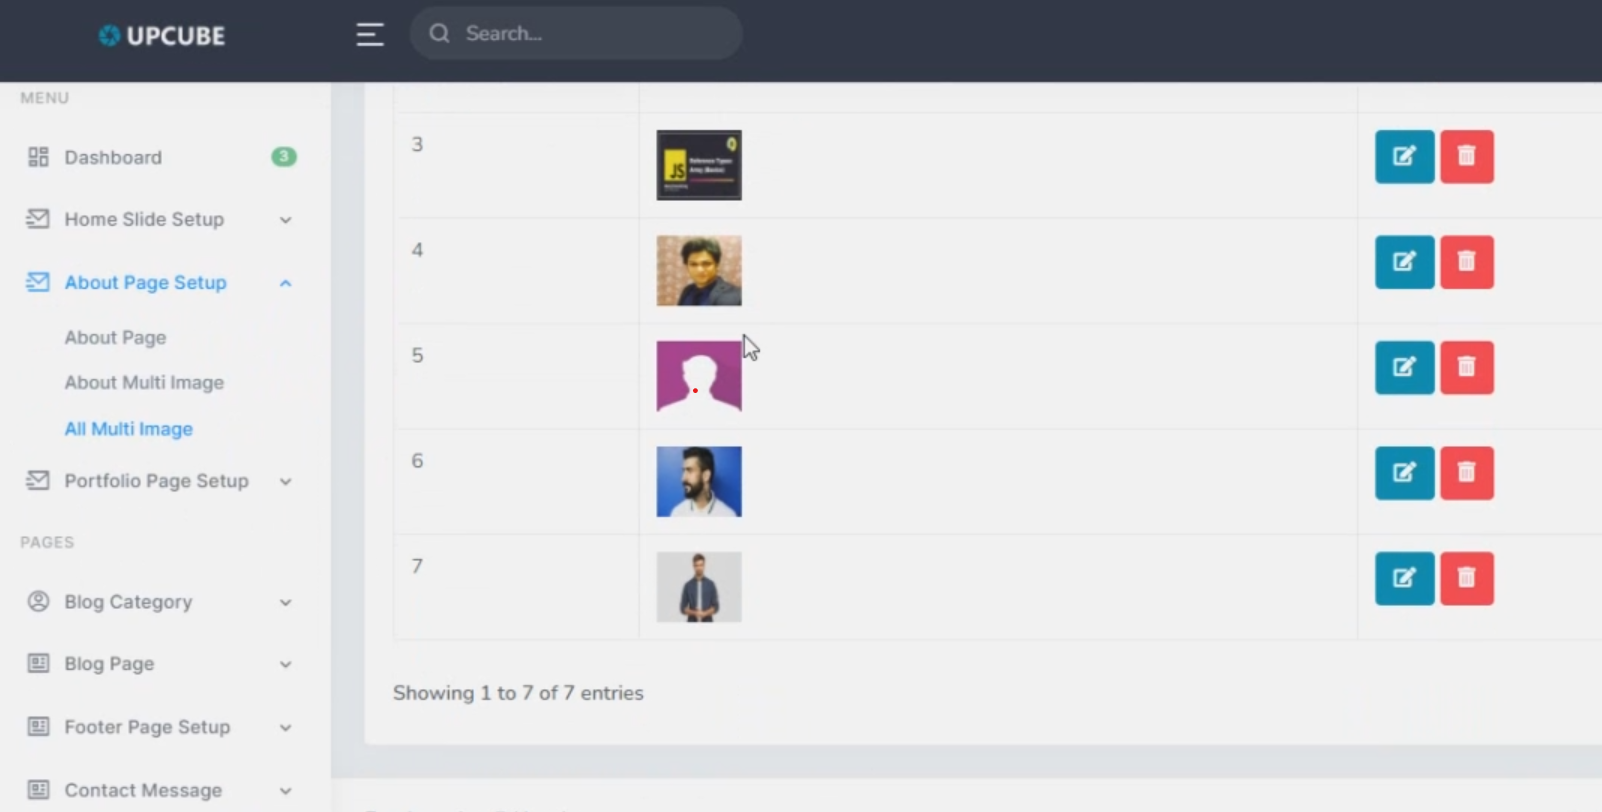 UPCUBE
Search...
MENU
Dashboard
3
Home Slide Setup
About Page Setup
About Page
About Multi Image
All Multi Image
Portfolio Page Setup
PAGES
Blog Category
Blog Page
Footer Page Setup
Contact Message
3
JS
4
5
6
7
Showing 1 to 7 of 7 entries